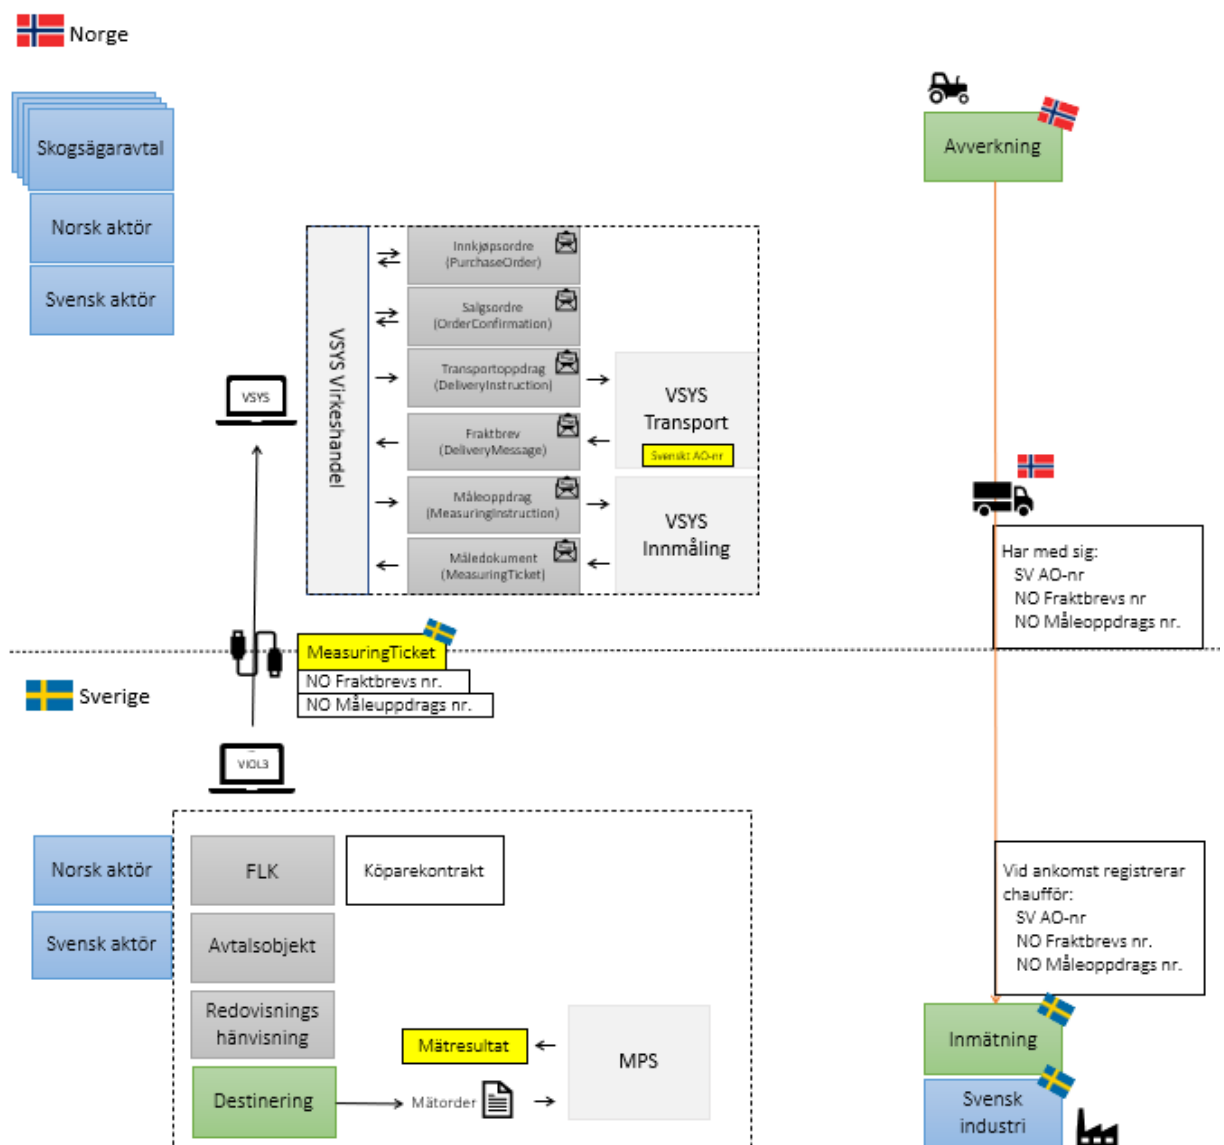 Norge
Skogsägaravtal
Norsk aktör
Svensk aktör
VSYS
VSYS Virkeshandel
Innkjøpsordre
(PurchaseOrder)
Salgsordre
(OrderConfirmation)
Transportoppdrag
(DeliveryInstruction)
Fraktbrev
(DeliveryMessage)
Måleoppdrag
(MeasuringInstruction)
Måledokument
(MeasuringTicket)
VSYS
Transport
Svenskt AO-nr
VSYS
Innmåling
Avverkning
Har med sig:
SV AO-nr
NO Fraktbrevs nr
NO Måleoppdrags nr.
MeasuringTicket
NO Fraktbrevs nr.
NO Måleuppdrags nr.
Sverige
VIOL3
Norsk aktör
Svensk aktör
FLK
Köparekontrakt
Avtalsobjekt
Redovisnings
hänvisning
Destinering
Mätresultat
Mätorder
MPS
Vid ankomst registrerar
chaufför:
SV AO-nr
NO Fraktbrevs nr.
NO Måleoppdrags nr.
Inmätning
Svensk
industri